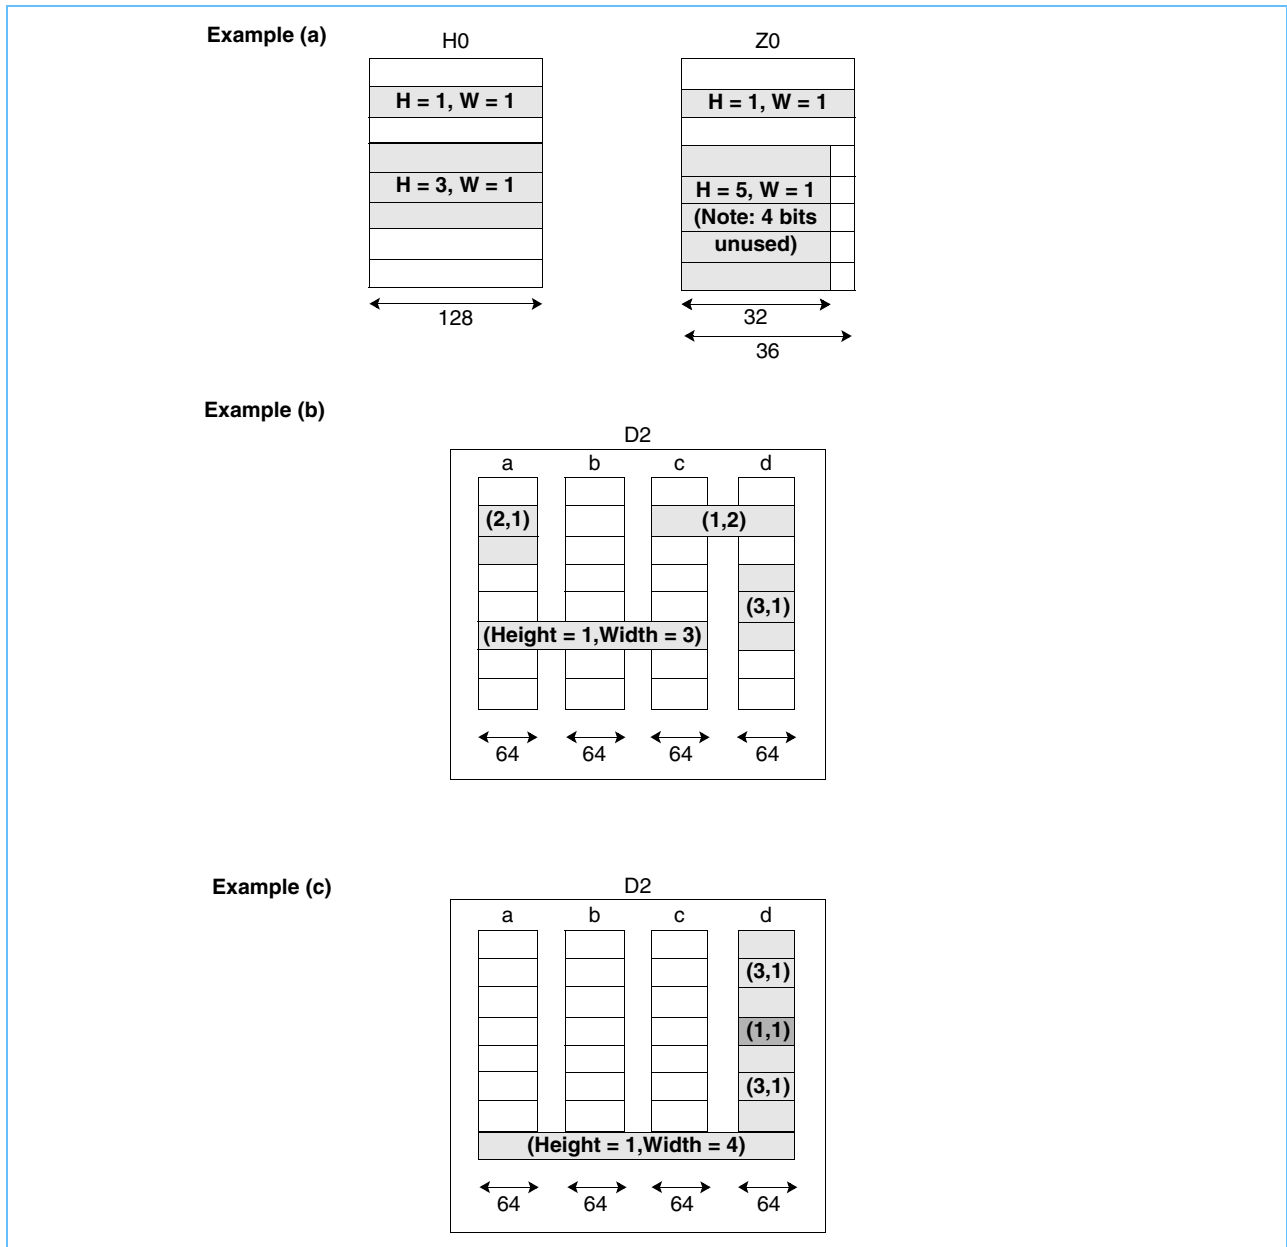 Example (a)
H0
Z0
H = 1, W = 1
H = 1, W = 1
H = 3, W = 1
H = 5, W = 1
(Note: 4 bits
unused)
128
32
36
Example (b)
D2
a b c d
(2,1)
(1,2)
(3,1)
(Height = 1,Width = 3)
64 64 64 64
Example (c)
D2
a b c d
(3,1)
(1,1)
(3,1)
(Height = 1,Width = 4)
64 64 64 64